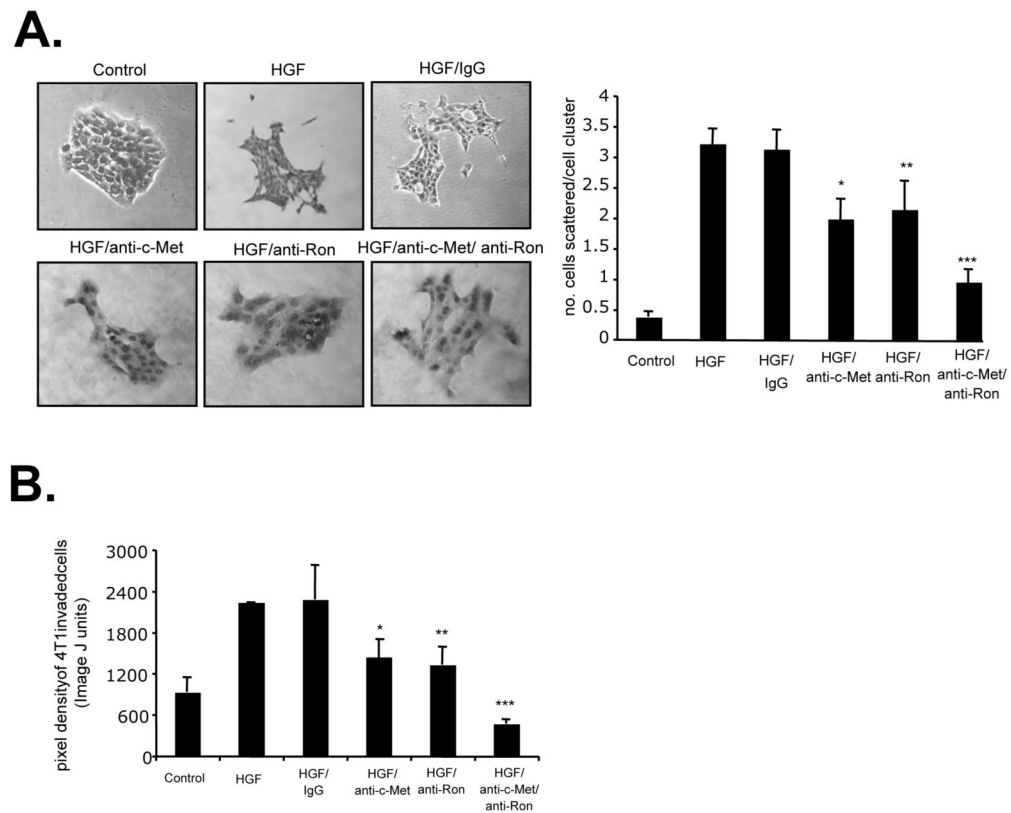 A.
Control
HGF
HGF/IgG
HGF/anti-c-Met
HGF/anti-Ron
HGF/anti-c-Met/ anti-Ron
no. cells scattered/cell cluster
4
3.5
3
2.5
2
1.5
1
0.5
0
*
**
***
Control
HGF
HGF/
IgG
HGF/
anti-c-Met
HGF/
anti-Ron
HGF/
anti-c-Met/
anti-Ron
B.
pixel densityof 4T1invadedcells
(Image J units)
3000
2400
1800
1200
600
0
*
**
***
Control
HGF
HGF/
IgG
HGF/
anti-c-Met
HGF/
anti-Ron
HGF/
anti-c-Met/
anti-Ron